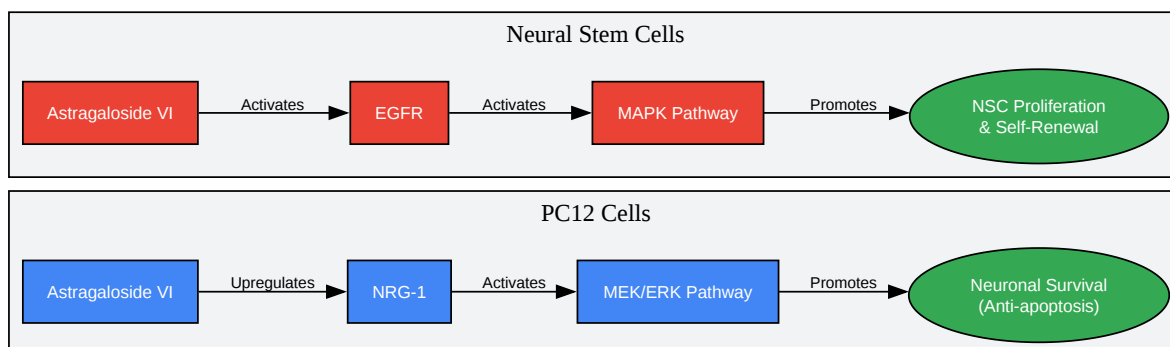 Neural Stem Cells
Astragaloside VI
Activates
EGFR
Activates
MAPK Pathway
Promotes
NSC Proliferation
& Self-Renewal
PC12 Cells
Astragaloside VI
Upregulates
NRG-1
Activates
MEK/ERK Pathway
Promotes
Neuronal Survival
(Anti-apoptosis)